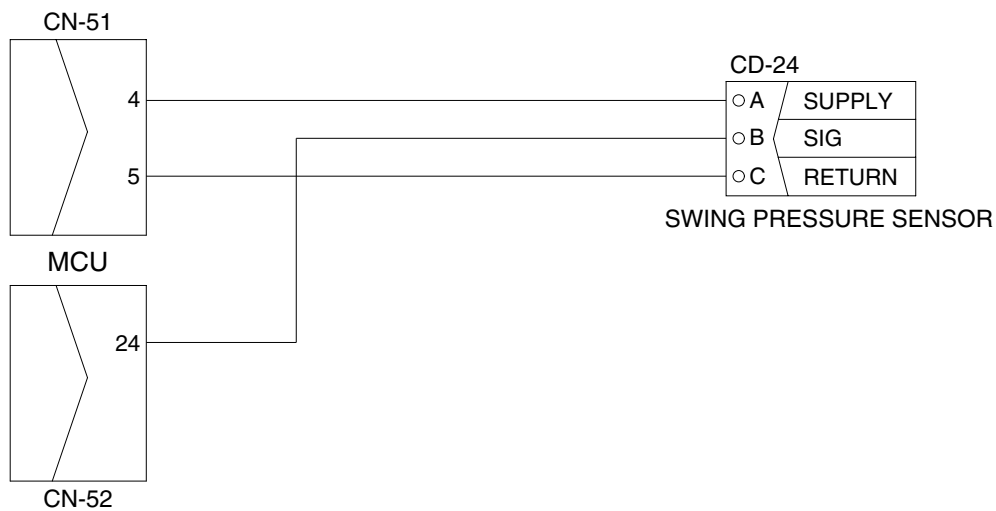 CN-51
4
5
MCU
24
CN-52
CD-24
A SUPPLY
B SIG
C RETURN
SWING PRESSURE SENSOR